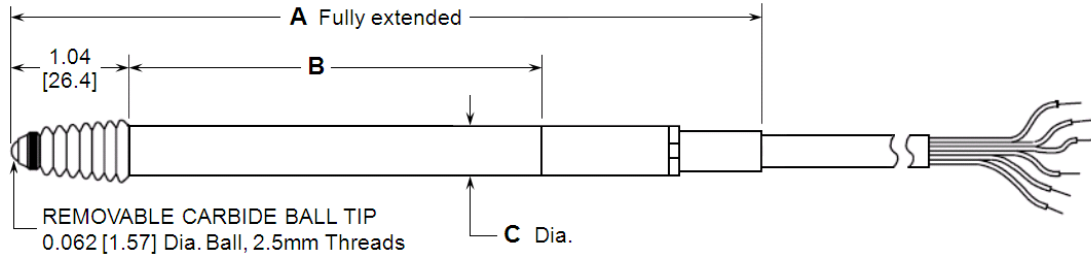 A Fully extended
1.04
[26.4]
B
REMOVABLE CARBIDE BALL TIP
0.062 [1.57] Dia. Ball, 2.5mm Threads
C Dia.